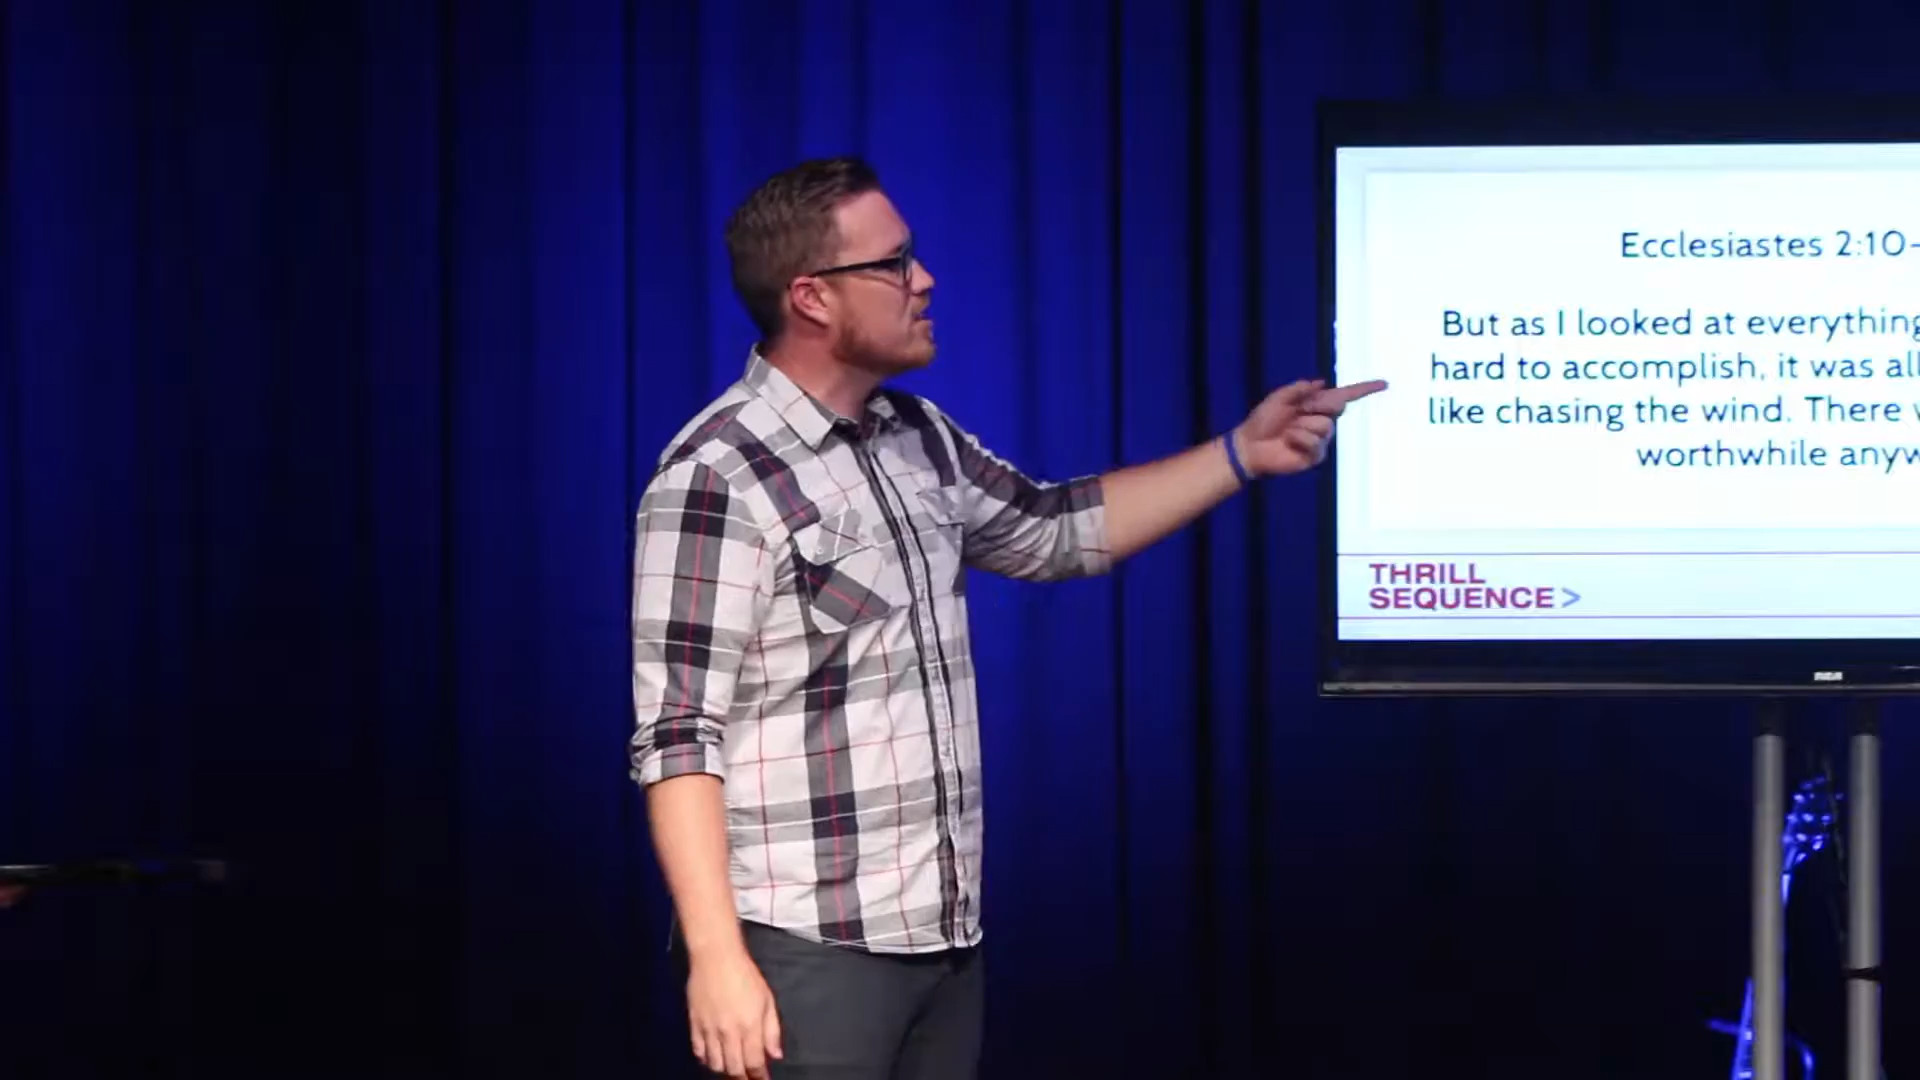 Ecclesiastes 2:10-
But as I looked at everything
hard to accomplish, it was all
like chasing the wind. There
worthwhile anyw
THRILL
SEQUENCE >
RCA